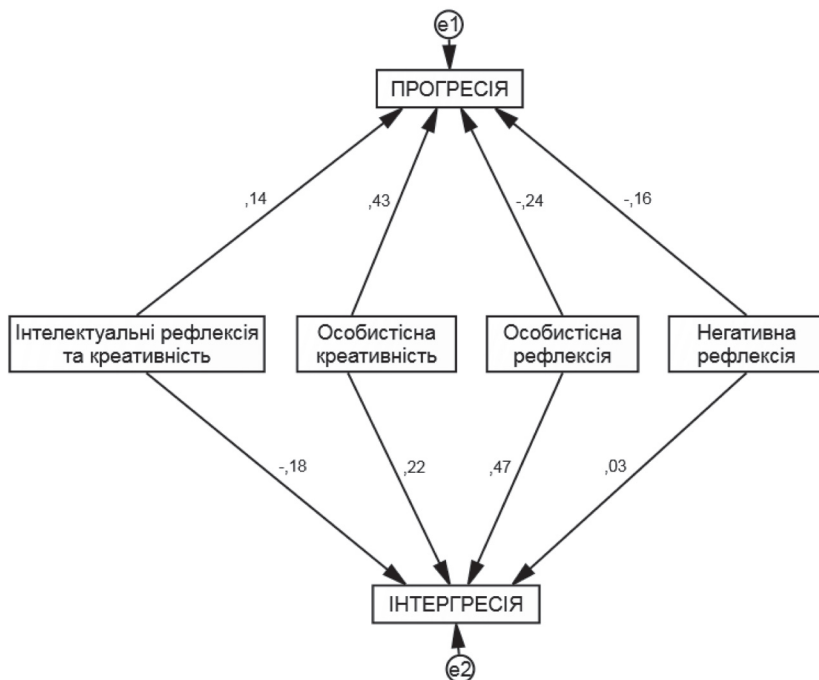 e1
ПРОГРЕСІЯ
,14
,43
-,24
-,16
Інтелектуальні рефлексія
та креативність
Особистісна
креативність
Особистісна
рефлексія
Негативна
рефлексія
-,18
,22
,47
,03
ІНТЕРГРЕСІЯ
e2